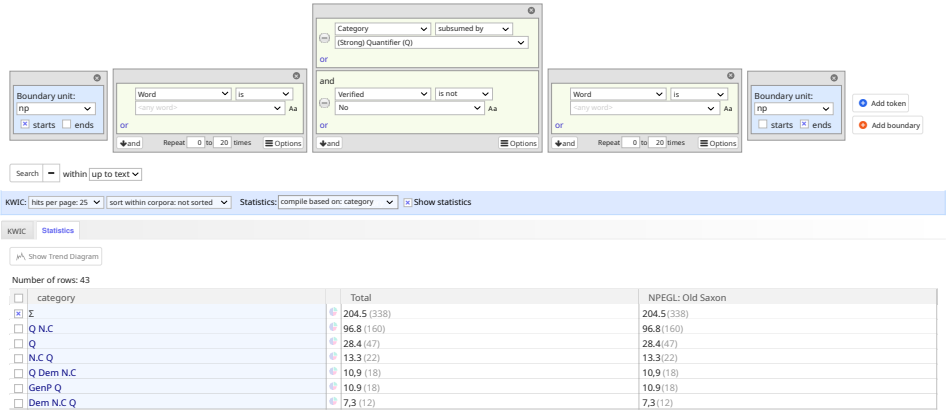 Category subsumed by
(Strong) Quantifier (Q)
or
and
Verified is not
No Aa
or
and Options
Boundary unit:
np
starts ends
Word is
<any word> Aa
or
and Repeat 0 to 20 times Options
Word is
<any word> Aa
or
and Repeat 0 to 20 times Options
Boundary unit:
np
starts ends
Add token
Add boundary
Search within up to text
KWIC: hits per page: 25 sort within corpora: not sorted Statistics: compile based on: category Show statistics
KWIC Statistics
Show Trend Diagram
Number of rows: 43
category Total NPEGL: Old Saxon
Σ 204.5 (338) 204.5 (338)
Q N.C 96.8 (160) 96.8 (160)
Q 28.4 (47) 28.4 (47)
N.C Q 13.3 (22) 13.3 (22)
Q Dem N.C 10,9 (18) 10,9 (18)
GenP Q 10.9 (18) 10.9 (18)
Dem N.C Q 7,3 (12) 7,3 (12)